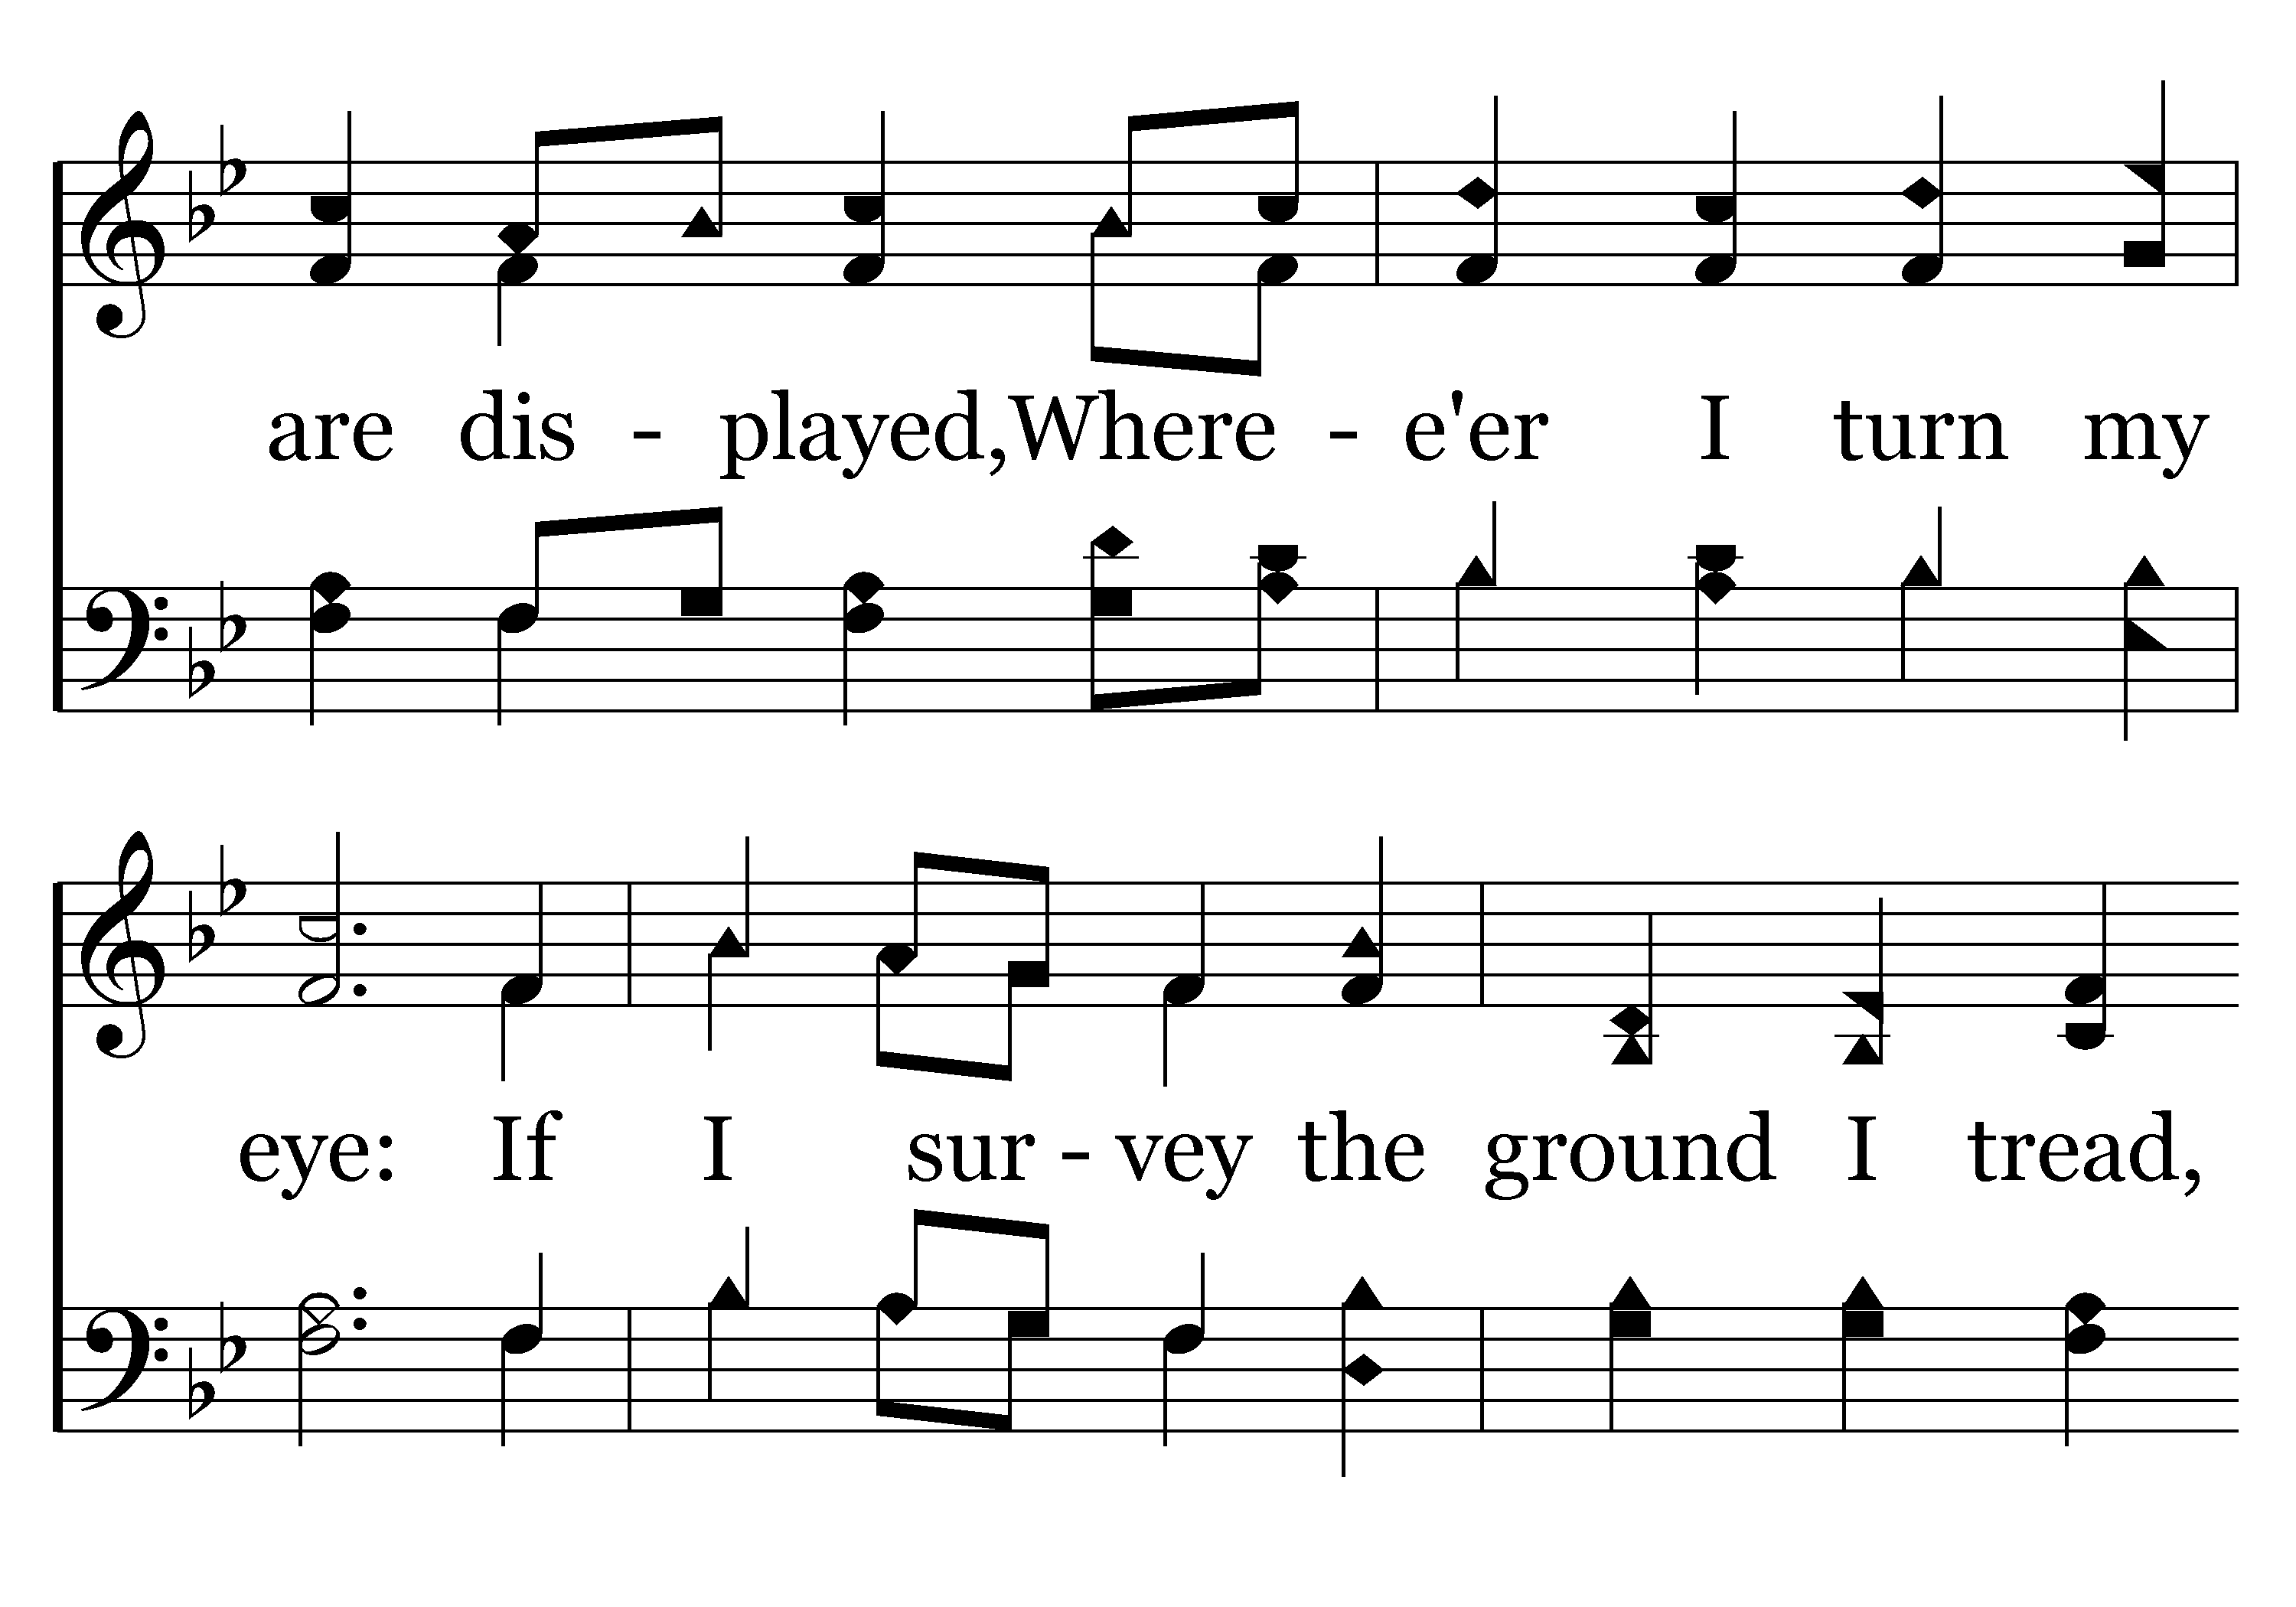 are dis - played,Where - e'er I turn my
eye: If I sur - vey the ground I tread,